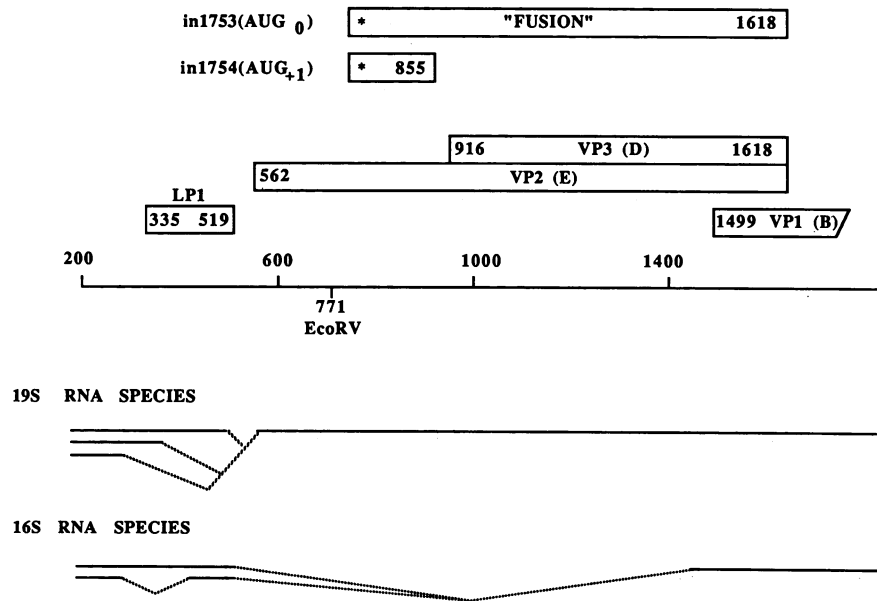 in1753(AUG 0) * "FUSION" 1618
in1754(AUG+1) * 855
916 VP3 (D) 1618
562 VP2 (E)
LP1
335 519
1499 VP1 (B)
200 600 1000 1400
771
EcoRV
19S RNA SPECIES
16S RNA SPECIES